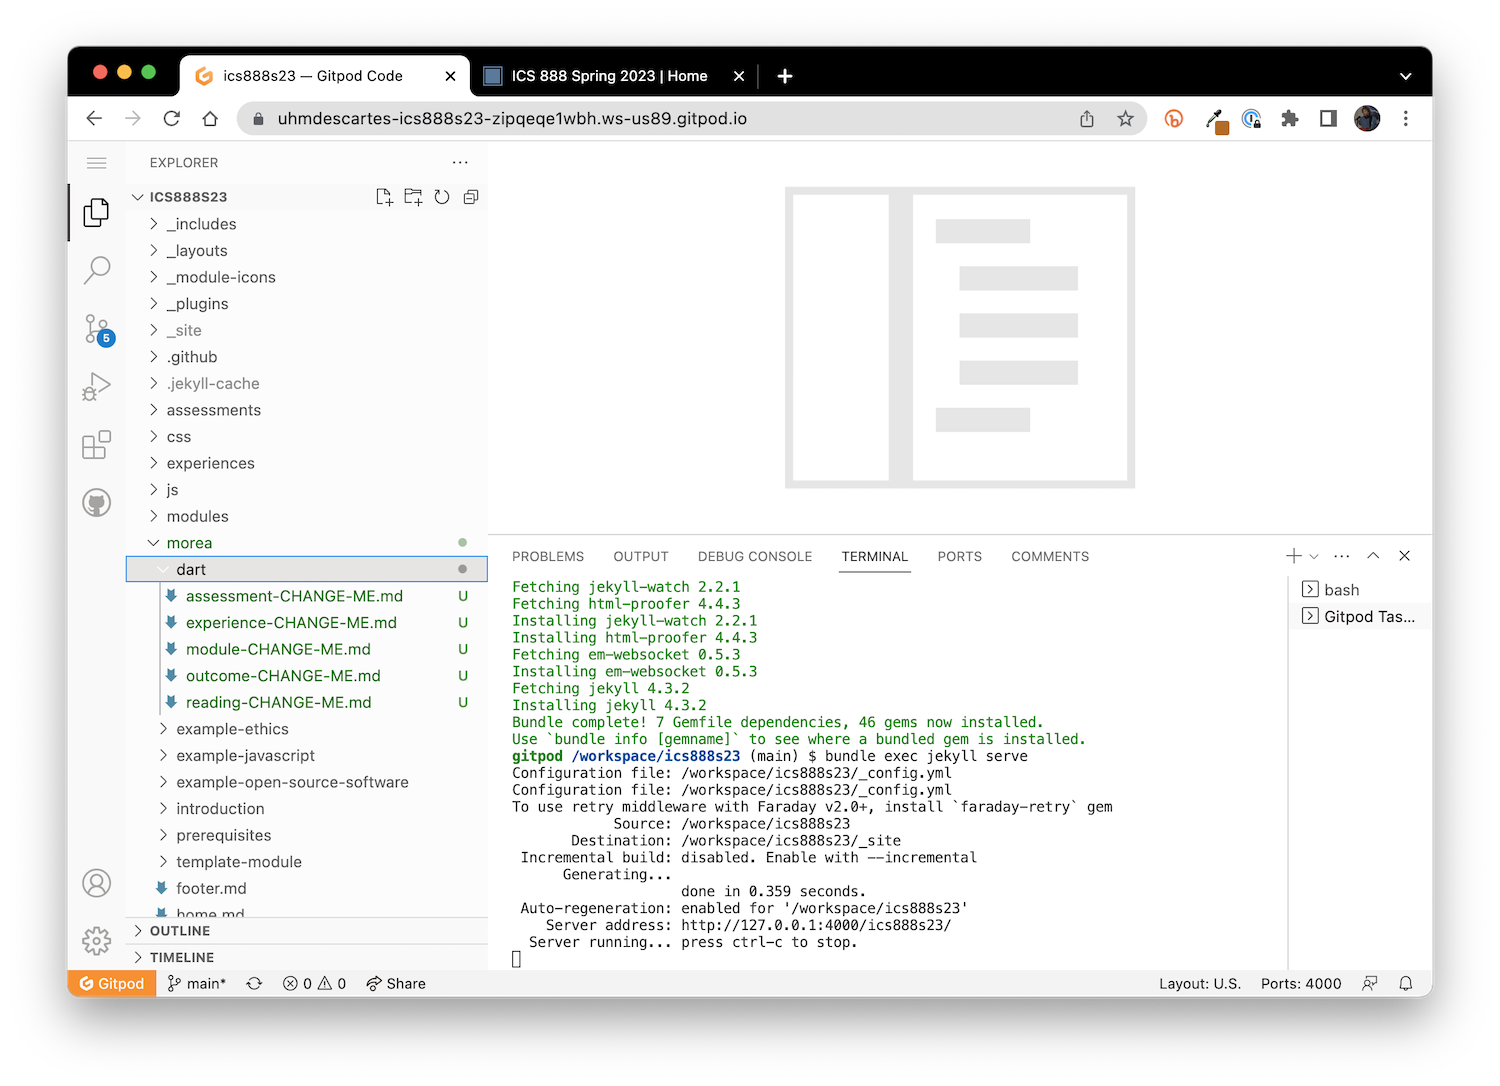 ics888s23 — Gitpod Code
ICS 888 Spring 2023 | Home
uhmdescartes-ics888s23-zipqeqe1wbh.ws-us89.gitpod.io
EXPLORER
ICS888S23
_includes
_layouts
_module-icons
_plugins
_site
.github
.jekyll-cache
assessments
css
experiences
js
modules
morea
dart
assessment-CHANGE-ME.md U
experience-CHANGE-ME.md U
module-CHANGE-ME.md U
outcome-CHANGE-ME.md U
reading-CHANGE-ME.md U
example-ethics
example-javascript
example-open-source-software
introduction
prerequisites
template-module
footer.md
home.md
OUTLINE
TIMELINE
5
PROBLEMS OUTPUT DEBUG CONSOLE TERMINAL PORTS COMMENTS
Fetching jekyll-watch 2.2.1
Fetching html-proofer 4.4.3
Installing jekyll-watch 2.2.1
Installing html-proofer 4.4.3
Fetching em-websocket 0.5.3
Installing em-websocket 0.5.3
Fetching jekyll 4.3.2
Installing jekyll 4.3.2
Bundle complete! 7 Gemfile dependencies, 46 gems now installed.
Use `bundle info [gemname]` to see where a bundled gem is installed.
gitpod /workspace/ics888s23 (main) $ bundle exec jekyll serve
Configuration file: /workspace/ics888s23/_config.yml
Configuration file: /workspace/ics888s23/_config.yml
To use retry middleware with Faraday v2.0+, install `faraday-retry` gem
Source: /workspace/ics888s23
Destination: /workspace/ics888s23/_site
Incremental build: disabled. Enable with --incremental
Generating...
done in 0.359 seconds.
Auto-regeneration: enabled for '/workspace/ics888s23'
Server address: http://127.0.0.1:4000/ics888s23/
Server running... press ctrl-c to stop.
bash
Gitpod Tas...
Gitpod main* 0 0 Share Layout: U.S. Ports: 4000